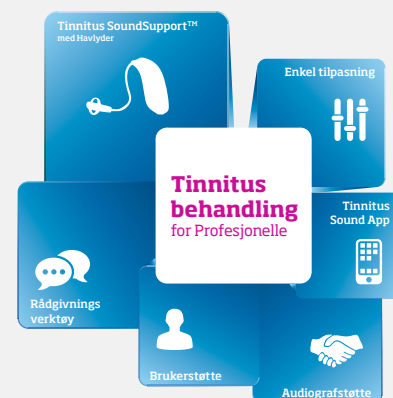 Tinnitus SoundSupport™
med Havlyder
Enkel tilpasning
Tinnitus
behandling
for Profesjonelle
Tinnitus
Sound App
Rådgivnings
verktøy
Brukerstøtte
Audiografstøtte